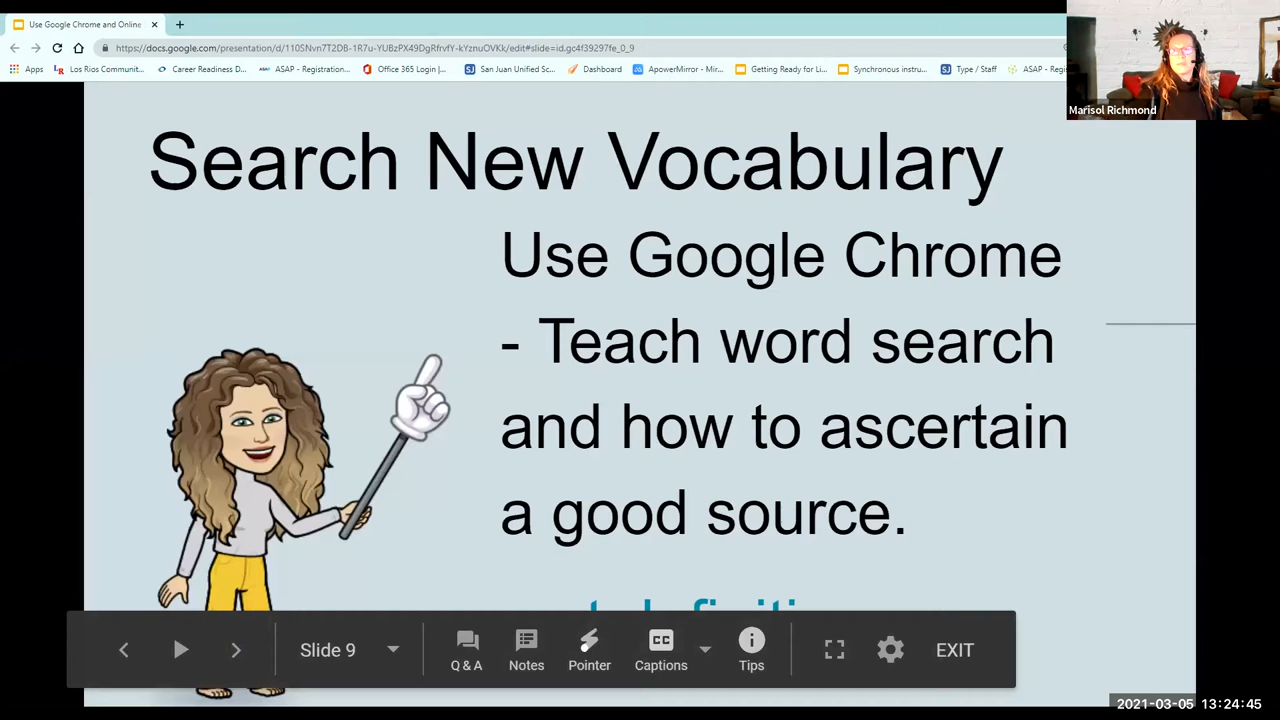 Use Google Chrome and Online
https://docs.google.com/presentation/d/110SNvn7T2DB-1R7u-YUBzPX49DgRfrvfY-kYznuOVKk/edit#slide=id.gc4f39297fe_0_9
Apps Los Rios Communit... Career Readiness D... ASAP - Registration... Office 365 Login |... San Juan Unified Sc... Dashboard ApowerMirror - Mir... Getting Ready for Li... Synchronous instru... Type / Staff ASAP - Regis
Marisol Richmond
Search New Vocabulary
Use Google Chrome
- Teach word search
and how to ascertain
a good source.
Slide 9 Q & A Notes Pointer CC Captions Tips EXIT
2021-03-05 13:24:45